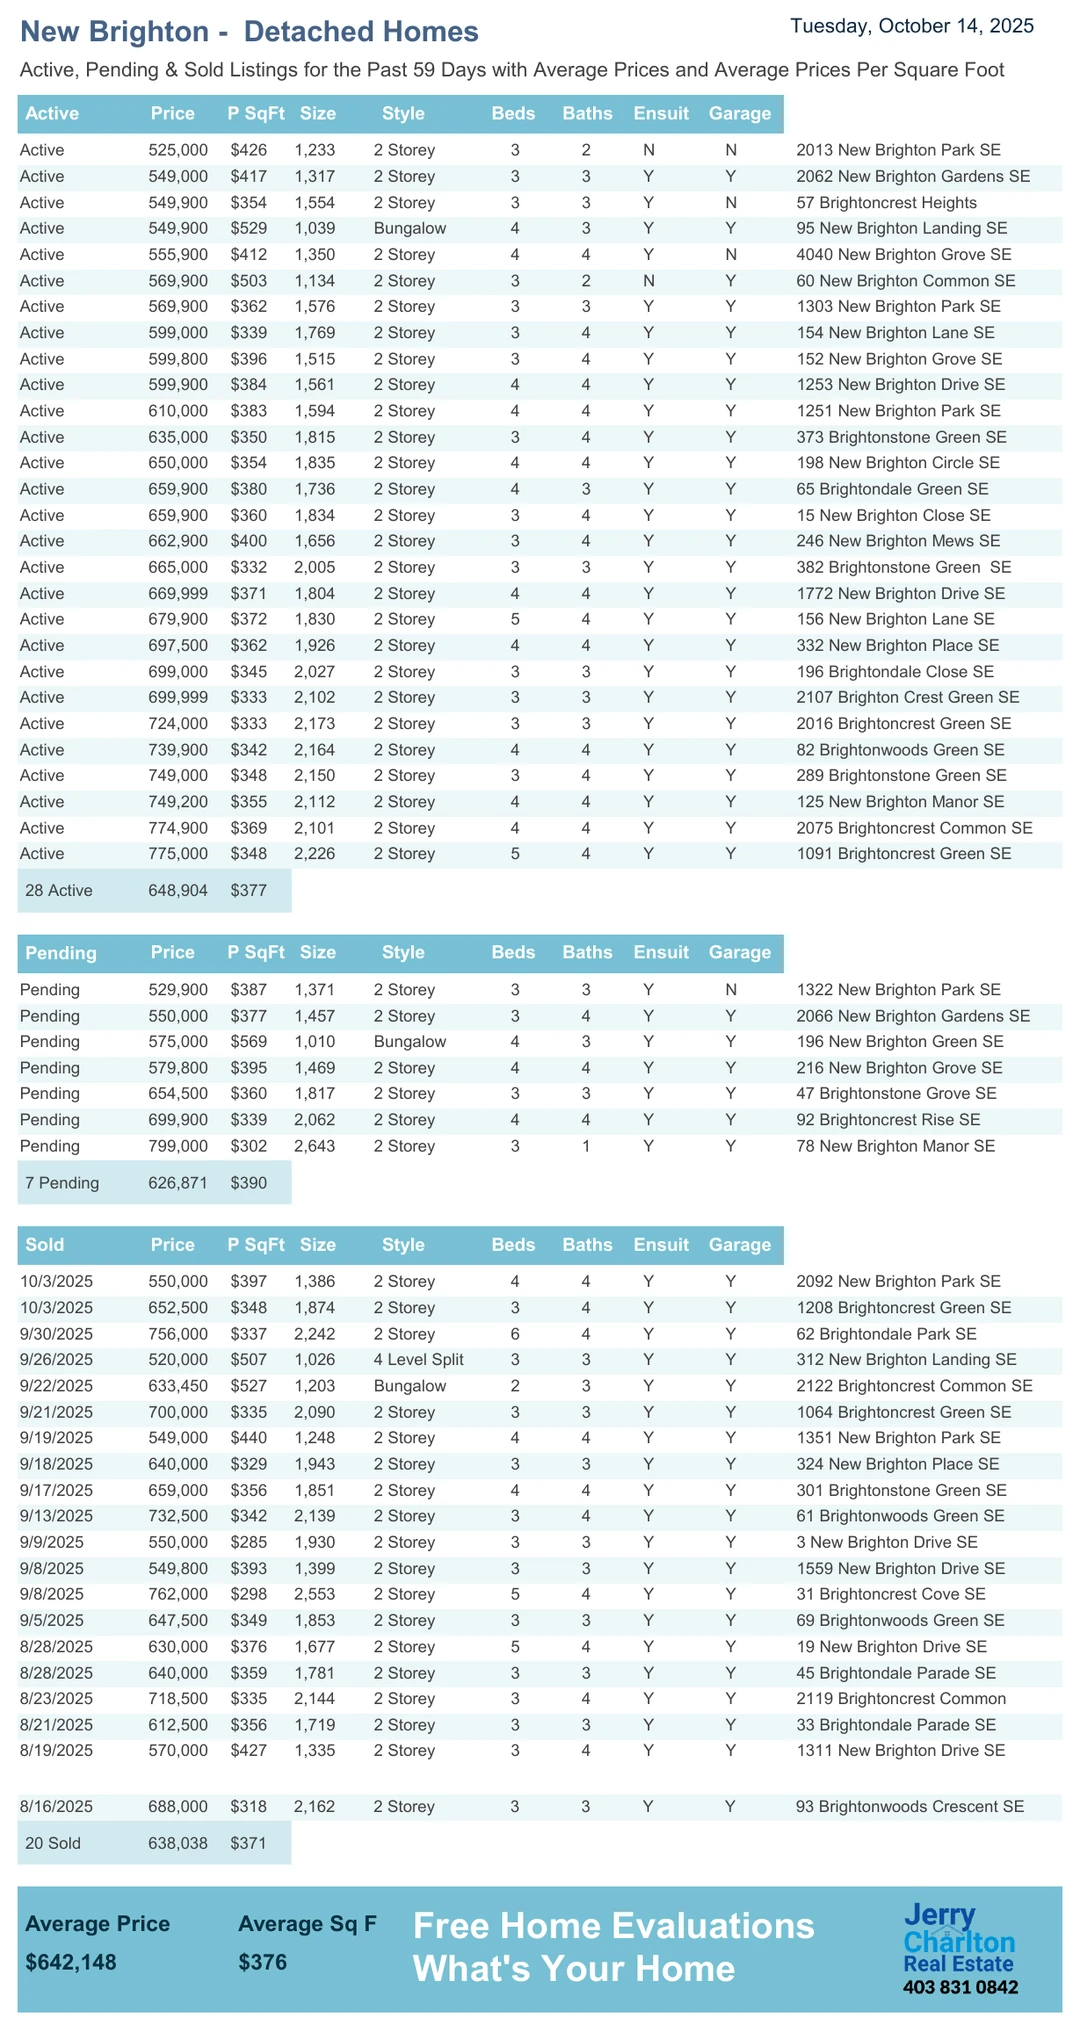 New Brighton - Detached Homes
Tuesday, October 14, 2025
Active, Pending & Sold Listings for the Past 59 Days with Average Prices and Average Prices Per Square Foot
Active Price P SqFt Size Style Beds Baths Ensuit Garage
Active 525,000 $426 1,233 2 Storey 3 2 N N 2013 New Brighton Park SE
Active 549,000 $417 1,317 2 Storey 3 3 Y Y 2062 New Brighton Gardens SE
Active 549,900 $354 1,554 2 Storey 3 3 Y N 57 Brightoncrest Heights
Active 549,900 $529 1,039 Bungalow 4 3 Y Y 95 New Brighton Landing SE
Active 555,900 $412 1,350 2 Storey 4 4 Y N 4040 New Brighton Grove SE
Active 569,900 $503 1,134 2 Storey 3 2 N Y 60 New Brighton Common SE
Active 569,900 $362 1,576 2 Storey 3 3 Y Y 1303 New Brighton Park SE
Active 599,000 $339 1,769 2 Storey 3 4 Y Y 154 New Brighton Lane SE
Active 599,800 $396 1,515 2 Storey 3 4 Y Y 152 New Brighton Grove SE
Active 599,900 $384 1,561 2 Storey 4 4 Y Y 1253 New Brighton Drive SE
Active 610,000 $383 1,594 2 Storey 4 4 Y Y 1251 New Brighton Park SE
Active 635,000 $350 1,815 2 Storey 3 4 Y Y 373 Brightonstone Green SE
Active 650,000 $354 1,835 2 Storey 4 4 Y Y 198 New Brighton Circle SE
Active 659,900 $380 1,736 2 Storey 4 3 Y Y 65 Brightondale Green SE
Active 659,900 $360 1,834 2 Storey 3 4 Y Y 15 New Brighton Close SE
Active 662,900 $400 1,656 2 Storey 3 4 Y Y 246 New Brighton Mews SE
Active 665,000 $332 2,005 2 Storey 3 3 Y Y 382 Brightonstone Green SE
Active 669,999 $371 1,804 2 Storey 4 4 Y Y 1772 New Brighton Drive SE
Active 679,900 $372 1,830 2 Storey 5 4 Y Y 156 New Brighton Lane SE
Active 697,500 $362 1,926 2 Storey 4 4 Y Y 332 New Brighton Place SE
Active 699,000 $345 2,027 2 Storey 3 3 Y Y 196 Brightondale Close SE
Active 699,999 $333 2,102 2 Storey 3 3 Y Y 2107 Brighton Crest Green SE
Active 724,000 $333 2,173 2 Storey 3 3 Y Y 2016 Brightoncrest Green SE
Active 739,900 $342 2,164 2 Storey 4 4 Y Y 82 Brightonwoods Green SE
Active 749,000 $348 2,150 2 Storey 3 4 Y Y 289 Brightonstone Green SE
Active 749,200 $355 2,112 2 Storey 4 4 Y Y 125 New Brighton Manor SE
Active 774,900 $369 2,101 2 Storey 4 4 Y Y 2075 Brightoncrest Common SE
Active 775,000 $348 2,226 2 Storey 5 4 Y Y 1091 Brightoncrest Green SE
28 Active 648,904 $377
Pending Price P SqFt Size Style Beds Baths Ensuit Garage
Pending 529,900 $387 1,371 2 Storey 3 3 Y N 1322 New Brighton Park SE
Pending 550,000 $377 1,457 2 Storey 3 4 Y Y 2066 New Brighton Gardens SE
Pending 575,000 $569 1,010 Bungalow 4 3 Y Y 196 New Brighton Green SE
Pending 579,800 $395 1,469 2 Storey 4 4 Y Y 216 New Brighton Grove SE
Pending 654,500 $360 1,817 2 Storey 3 3 Y Y 47 Brightonstone Grove SE
Pending 699,900 $339 2,062 2 Storey 4 4 Y Y 92 Brightoncrest Rise SE
Pending 799,000 $302 2,643 2 Storey 3 1 Y Y 78 New Brighton Manor SE
7 Pending 626,871 $390
Sold Price P SqFt Size Style Beds Baths Ensuit Garage
10/3/2025 550,000 $397 1,386 2 Storey 4 4 Y Y 2092 New Brighton Park SE
10/3/2025 652,500 $348 1,874 2 Storey 3 4 Y Y 1208 Brightoncrest Green SE
9/30/2025 756,000 $337 2,242 2 Storey 6 4 Y Y 62 Brightondale Park SE
9/26/2025 520,000 $507 1,026 4 Level Split 3 3 Y Y 312 New Brighton Landing SE
9/22/2025 633,450 $527 1,203 Bungalow 2 3 Y Y 2122 Brightoncrest Common SE
9/21/2025 700,000 $335 2,090 2 Storey 3 3 Y Y 1064 Brightoncrest Green SE
9/19/2025 549,000 $440 1,248 2 Storey 4 4 Y Y 1351 New Brighton Park SE
9/18/2025 640,000 $329 1,943 2 Storey 3 3 Y Y 324 New Brighton Place SE
9/17/2025 659,000 $356 1,851 2 Storey 4 4 Y Y 301 Brightonstone Green SE
9/13/2025 732,500 $342 2,139 2 Storey 3 4 Y Y 61 Brightonwoods Green SE
9/9/2025 550,000 $285 1,930 2 Storey 3 3 Y Y 3 New Brighton Drive SE
9/8/2025 549,800 $393 1,399 2 Storey 3 3 Y Y 1559 New Brighton Drive SE
9/8/2025 762,000 $298 2,553 2 Storey 5 4 Y Y 31 Brightoncrest Cove SE
9/5/2025 647,500 $349 1,853 2 Storey 3 3 Y Y 69 Brightonwoods Green SE
8/28/2025 630,000 $376 1,677 2 Storey 5 4 Y Y 19 New Brighton Drive SE
8/28/2025 640,000 $359 1,781 2 Storey 3 3 Y Y 45 Brightondale Parade SE
8/23/2025 718,500 $335 2,144 2 Storey 3 4 Y Y 2119 Brightoncrest Common
8/21/2025 612,500 $356 1,719 2 Storey 3 3 Y Y 33 Brightondale Parade SE
8/19/2025 570,000 $427 1,335 2 Storey 3 4 Y Y 1311 New Brighton Drive SE
8/16/2025 688,000 $318 2,162 2 Storey 3 3 Y Y 93 Brightonwoods Crescent SE
20 Sold 638,038 $371
Average Price Average Sq F
$642,148 $376
Free Home Evaluations
What's Your Home
Jerry
Charlton
Real Estate
403 831 0842